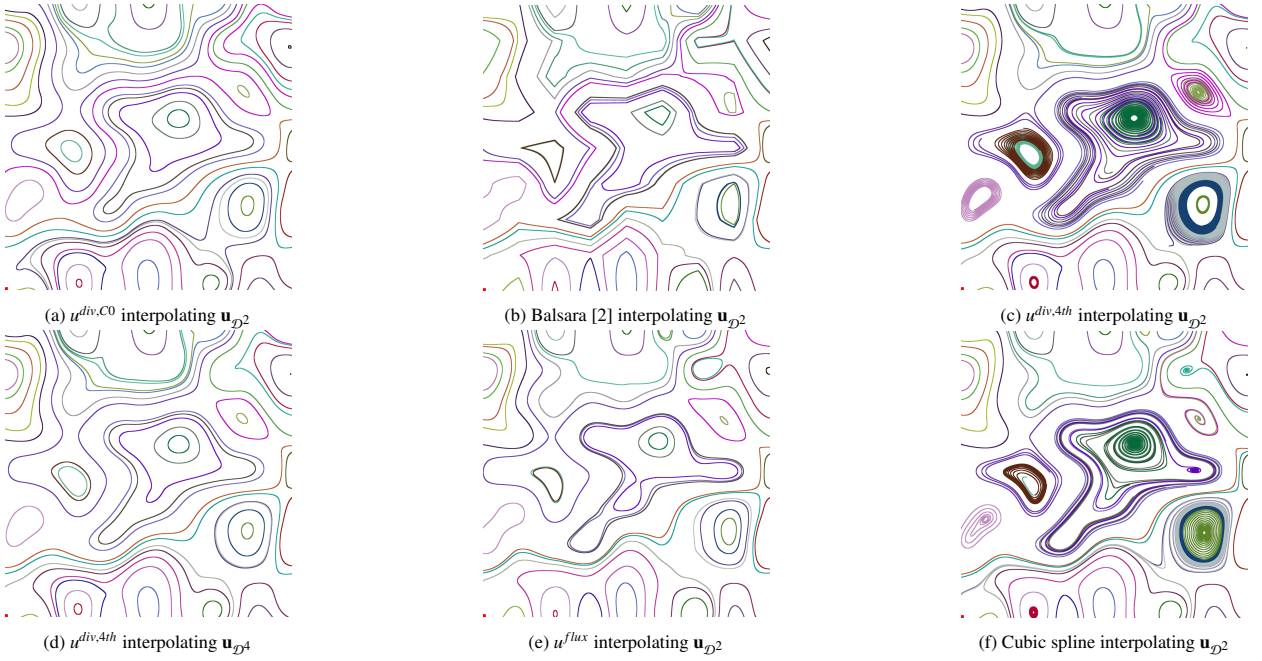 (a) u^{div,C0} interpolating 𝐮_{𝒟²}
(b) Balsara [2] interpolating 𝐮_{𝒟²}
(c) u^{div,4th} interpolating 𝐮_{𝒟²}
(d) u^{div,4th} interpolating 𝐮_{𝒟⁴}
(e) u^{flux} interpolating 𝐮_{𝒟²}
(f) Cubic spline interpolating 𝐮_{𝒟²}